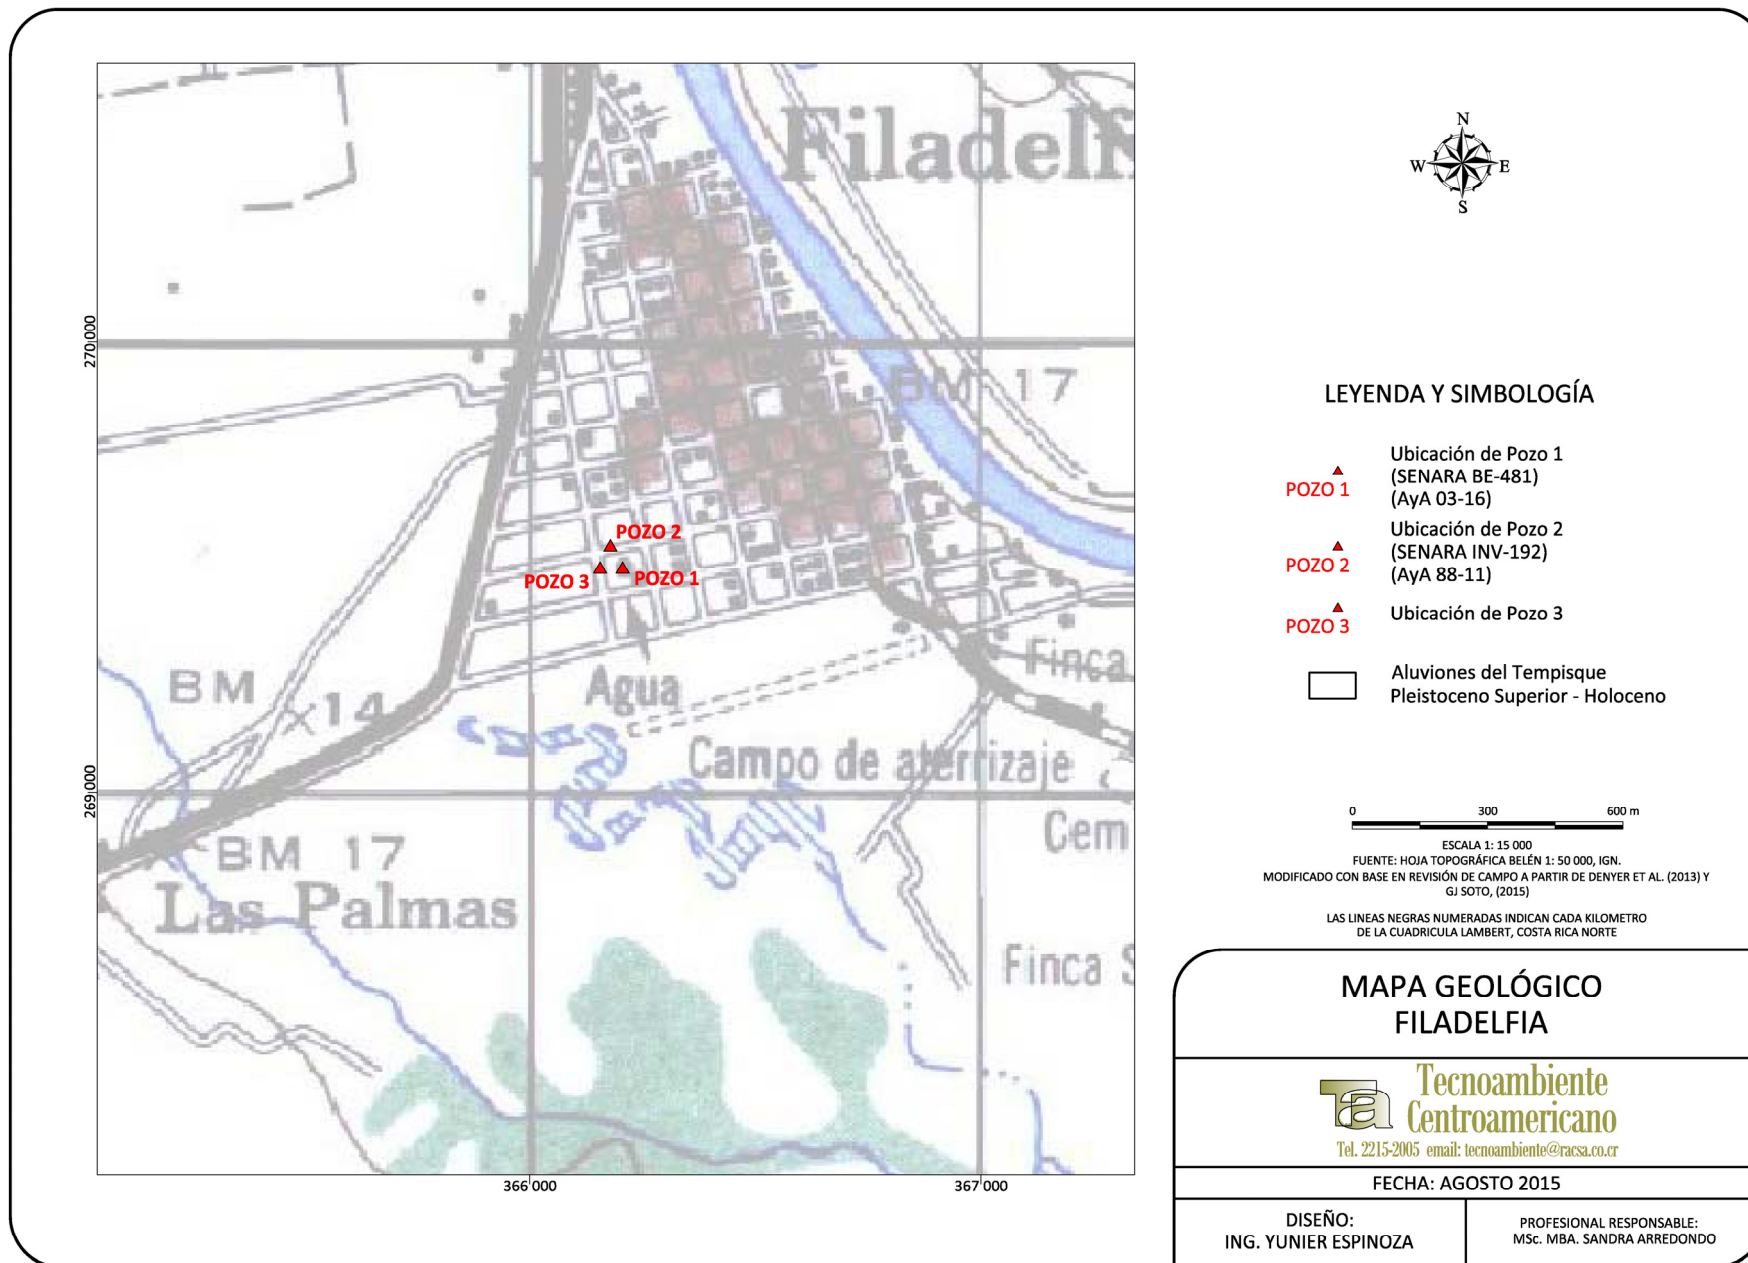 Filadelf
270'000
BM 17
POZO 2
POZO 3
POZO 1
BM
14
Agua
Finca
Campo de aterrizaje
269'000
BM 17
Cem
Las Palmas
Finca S
366'000
367'000
N
W
E
S
LEYENDA Y SIMBOLOGÍA
POZO 1
Ubicación de Pozo 1
(SENARA BE-481)
(AyA 03-16)
POZO 2
Ubicación de Pozo 2
(SENARA INV-192)
(AyA 88-11)
POZO 3
Ubicación de Pozo 3
Aluviones del Tempisque
Pleistoceno Superior - Holoceno
0 300 600 m
ESCALA 1: 15 000
FUENTE: HOJA TOPOGRÁFICA BELÉN 1: 50 000, IGN.
MODIFICADO CON BASE EN REVISIÓN DE CAMPO A PARTIR DE DENYER ET AL. (2013) Y
GJ SOTO, (2015)
LAS LINEAS NEGRAS NUMERADAS INDICAN CADA KILOMETRO
DE LA CUADRICULA LAMBERT, COSTA RICA NORTE
MAPA GEOLÓGICO
FILADELFIA
Ta
Tecnoambiente
Centroamericano
Tel. 2215-2005 email: tecnoambiente@racsa.co.cr
FECHA: AGOSTO 2015
DISEÑO:
ING. YUNIER ESPINOZA
PROFESIONAL RESPONSABLE:
MSc. MBA. SANDRA ARREDONDO